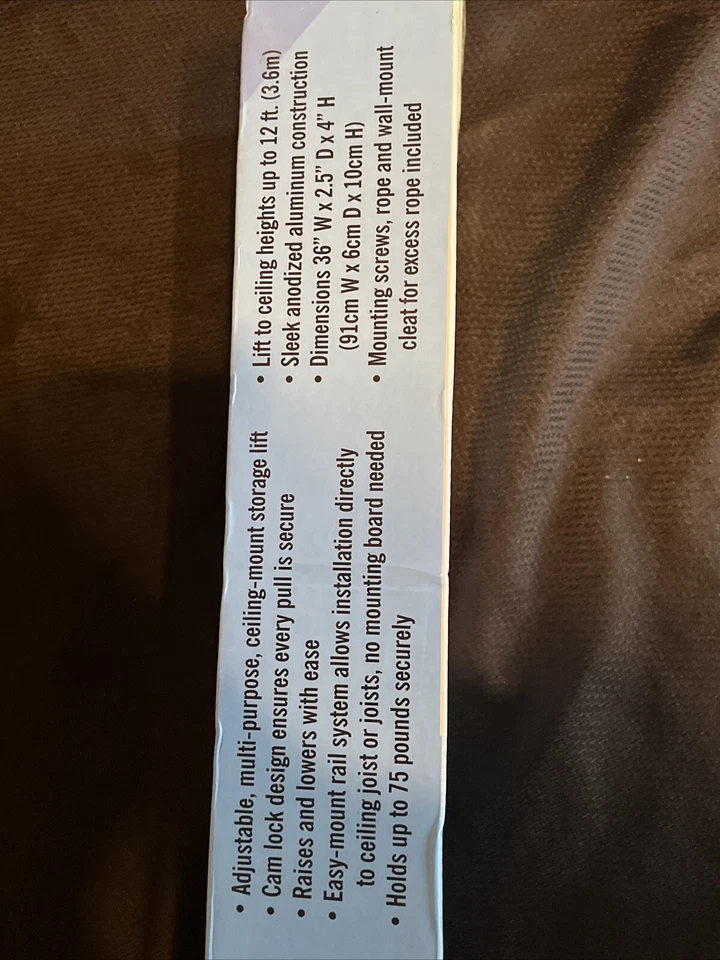 • Adjustable, multi-purpose, ceiling-mount storage lift
• Cam lock design ensures every pull is secure
• Raises and lowers with ease
• Easy-mount rail system allows installation directly
to ceiling joist or joists, no mounting board needed
• Holds up to 75 pounds securely
• Lift to ceiling heights up to 12 ft. (3.6m)
• Sleek anodized aluminum construction
• Dimensions 36” W x 2.5” D x 4” H
(91cm W x 6cm D x 10cm H)
• Mounting screws, rope and wall-mount
cleat for excess rope included